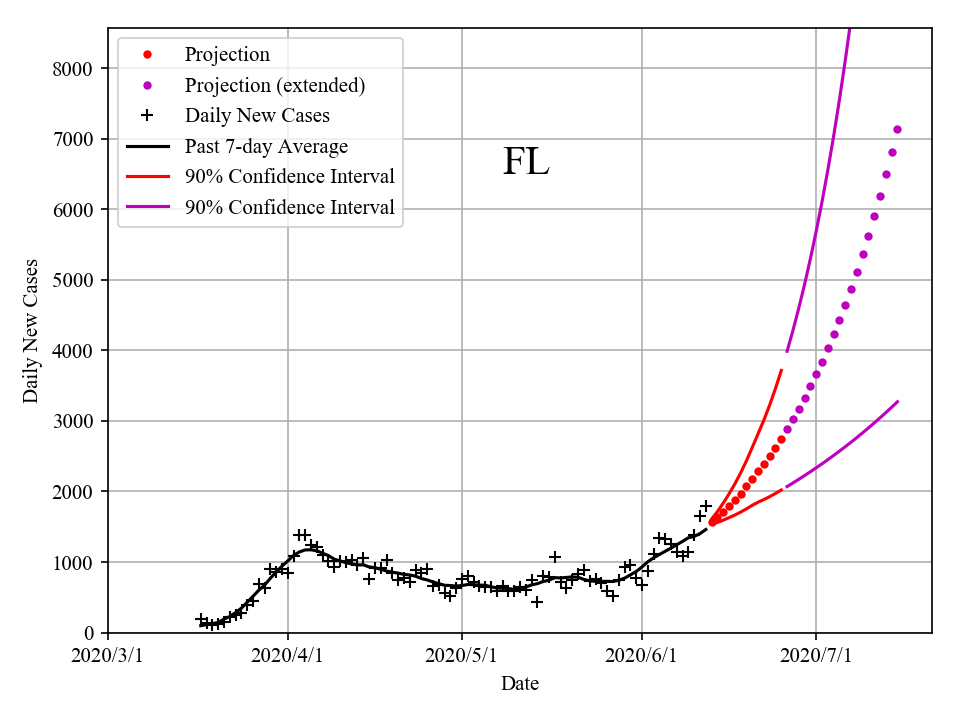 Projection
Projection (extended)
Daily New Cases
Past 7-day Average
90% Confidence Interval
90% Confidence Interval
FL
8000
7000
6000
5000
4000
3000
2000
1000
0
Daily New Cases
2020/3/1 2020/4/1 2020/5/1 2020/6/1 2020/7/1
Date